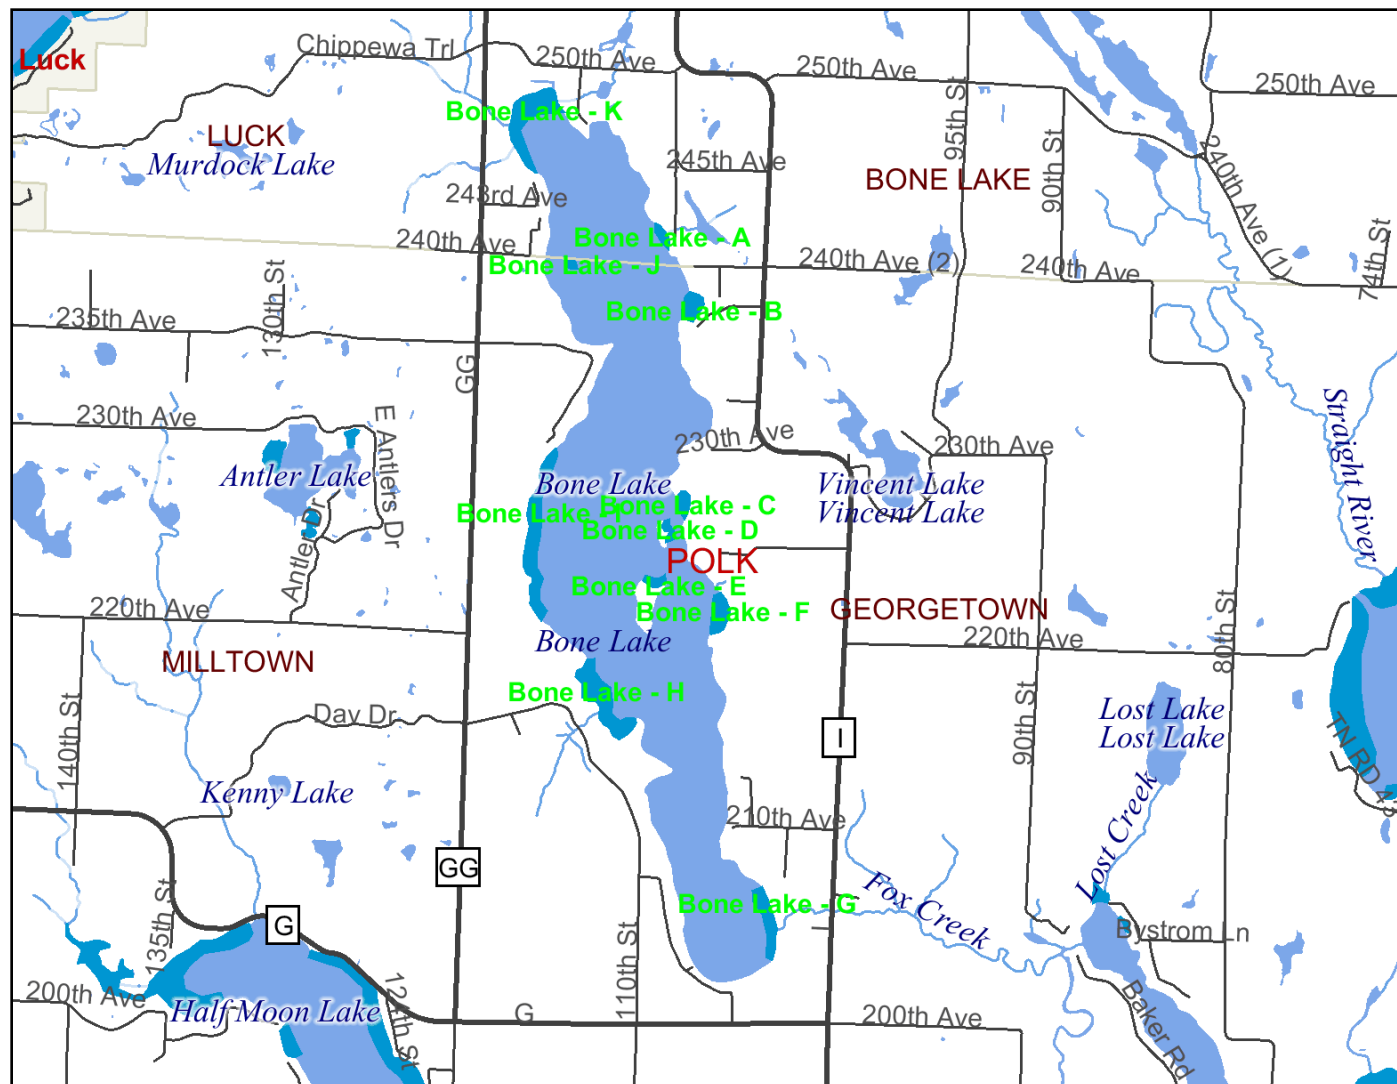 Luck
Chippewa Trl
250th Ave
250th Ave
250th Ave
Bone Lake - K
LUCK
Murdock Lake
245th Ave
95th St
90th St
240th Ave (1)
BONE LAKE
243rd Ave
240th Ave
Bone Lake - A
Bone Lake - J
240th Ave (2)
240th Ave
74th St
130th St
235th Ave
Bone Lake - B
GG
230th Ave
E Antlers Dr
230th Ave
230th Ave
Straight River
Antler Lake
Bone Lake
Vincent Lake
Vincent Lake
Bone Lake - C
Bone Lake -
Bone Lake - D
Antler Dr
POLK
Bone Lake - E
Bone Lake - F
220th Ave
GEORGETOWN
220th Ave
80th St
Bone Lake
MILLTOWN
Bone Lake - H
140th St
Day Dr
90th St
Lost Lake
Lost Lake
I
TN RD 4
Kenny Lake
210th Ave
Lost Creek
GG
Bone Lake - G
Fox Creek
G
135th St
110th St
Bystrom Ln
200th Ave
Half Moon Lake
124th St
G
200th Ave
Baker Rd